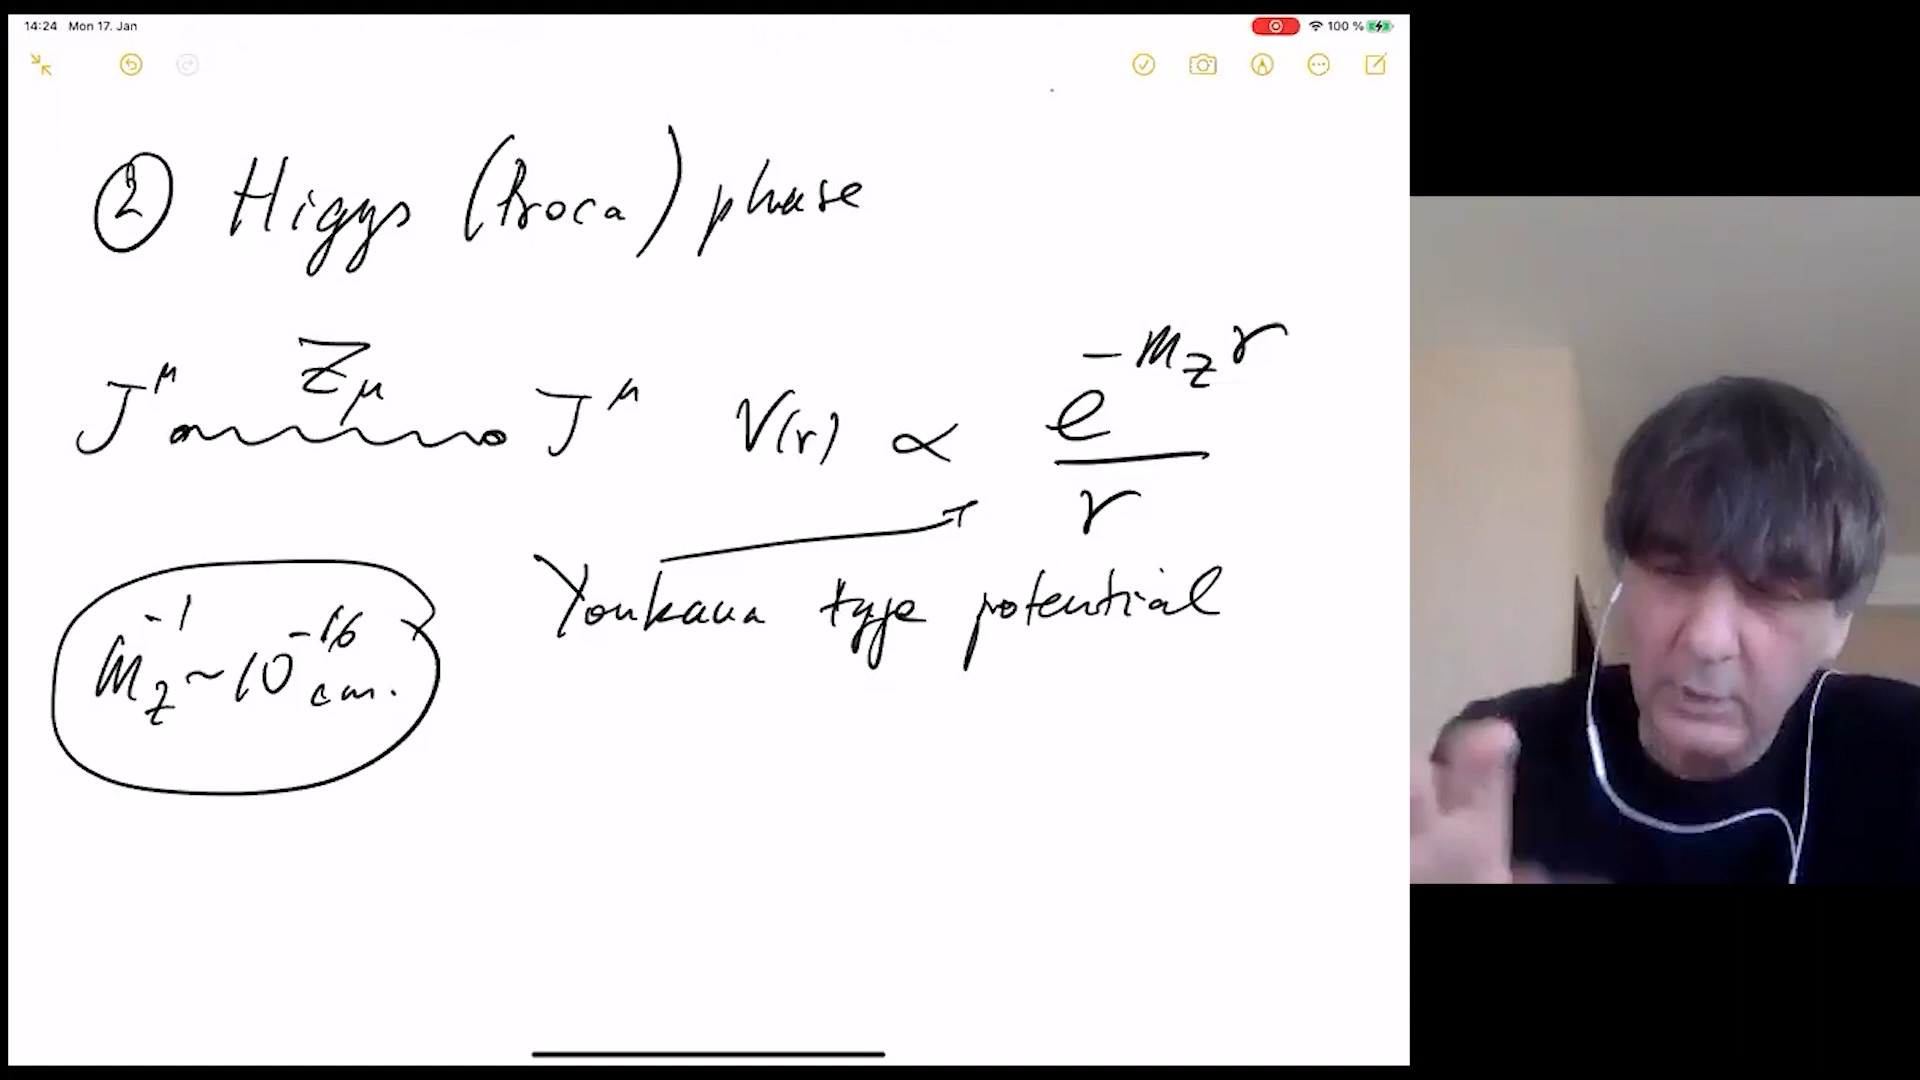 14:24 Mon 17. Jan 100 %
② Higgs (Proca) phase
J^μ Z_μ J^μ V(r) ∝ e^{-m_Z r} / r
Youkawa type potential
m_Z^{-1} ~ 10^{-16} cm.